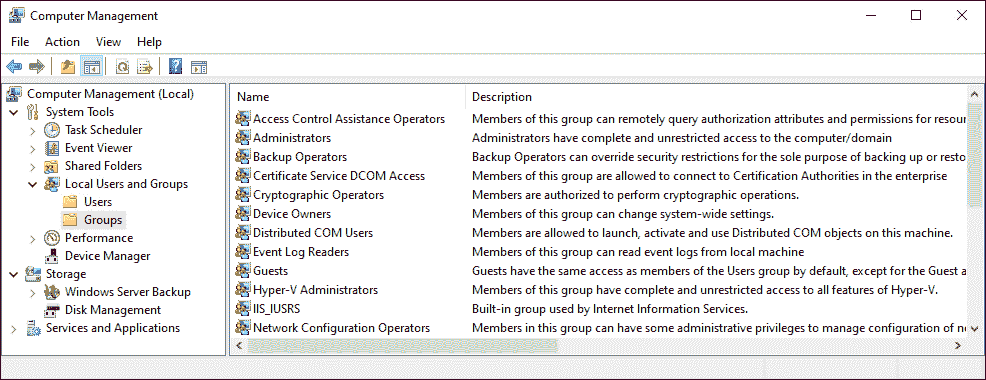 Computer Management
File Action View Help
Computer Management (Local)
System Tools
Task Scheduler
Event Viewer
Shared Folders
Local Users and Groups
Users
Groups
Performance
Device Manager
Storage
Windows Server Backup
Disk Management
Services and Applications
Name Description
Access Control Assistance Operators Members of this group can remotely query authorization attributes and permissions for resour
Administrators Administrators have complete and unrestricted access to the computer/domain
Backup Operators Backup Operators can override security restrictions for the sole purpose of backing up or resto
Certificate Service DCOM Access Members of this group are allowed to connect to Certification Authorities in the enterprise
Cryptographic Operators Members are authorized to perform cryptographic operations.
Device Owners Members of this group can change system-wide settings.
Distributed COM Users Members are allowed to launch, activate and use Distributed COM objects on this machine.
Event Log Readers Members of this group can read event logs from local machine
Guests Guests have the same access as members of the Users group by default, except for the Guest a
Hyper-V Administrators Members of this group have complete and unrestricted access to all features of Hyper-V.
IIS_IUSRS Built-in group used by Internet Information Services.
Network Configuration Operators Members in this group can have some administrative privileges to manage configuration of ne